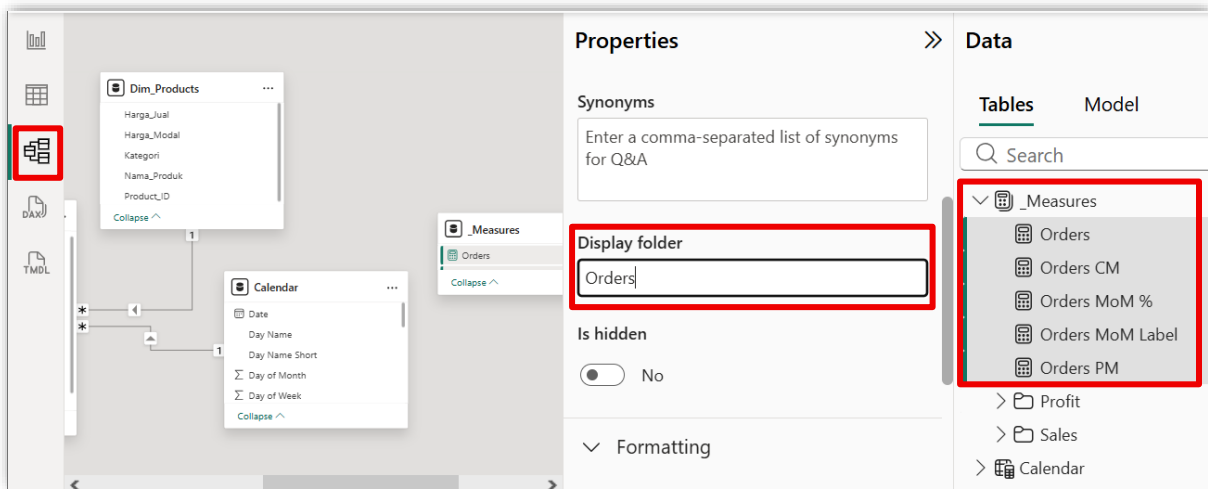 DAX
TMDL
Dim_Products
...
Harga_Jual
Harga_Modal
Kategori
Nama_Produk
Product_ID
Collapse
1
*
*
1
Calendar
...
Date
Day Name
Day Name Short
Day of Month
Day of Week
Collapse
_Measures
Orders
Collapse
Properties
Synonyms
Enter a comma-separated list of synonyms
for Q&A
Display folder
Orders
Is hidden
No
Formatting
Data
Tables Model
Search
_Measures
Orders
Orders CM
Orders MoM %
Orders MoM Label
Orders PM
Profit
Sales
Calendar